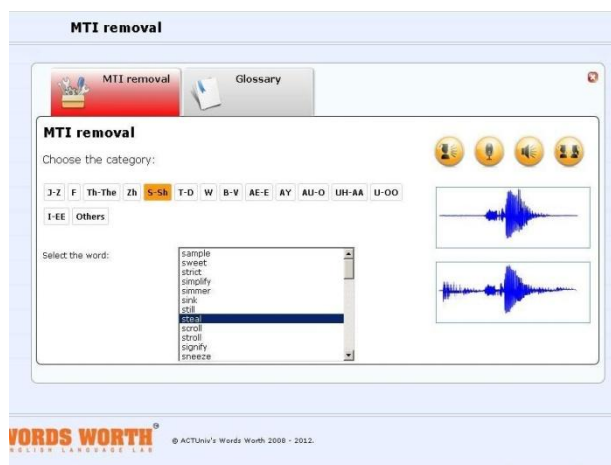 MTI removal
MTI removal
Glossary
MTI removal
Choose the category:
J-Z F Th-The Zh S-Sh T-D W B-V AE-E AY AU-O UH-AA U-OO
I-EE Others
Select the word:
sample
sweet
strict
simplify
simmer
sink
still
steal
scroll
stroll
signify
sneeze
WORDS WORTH®
ENGLISH LANGUAGE LAB
© ACTUniv's Words Worth 2008 - 2012.